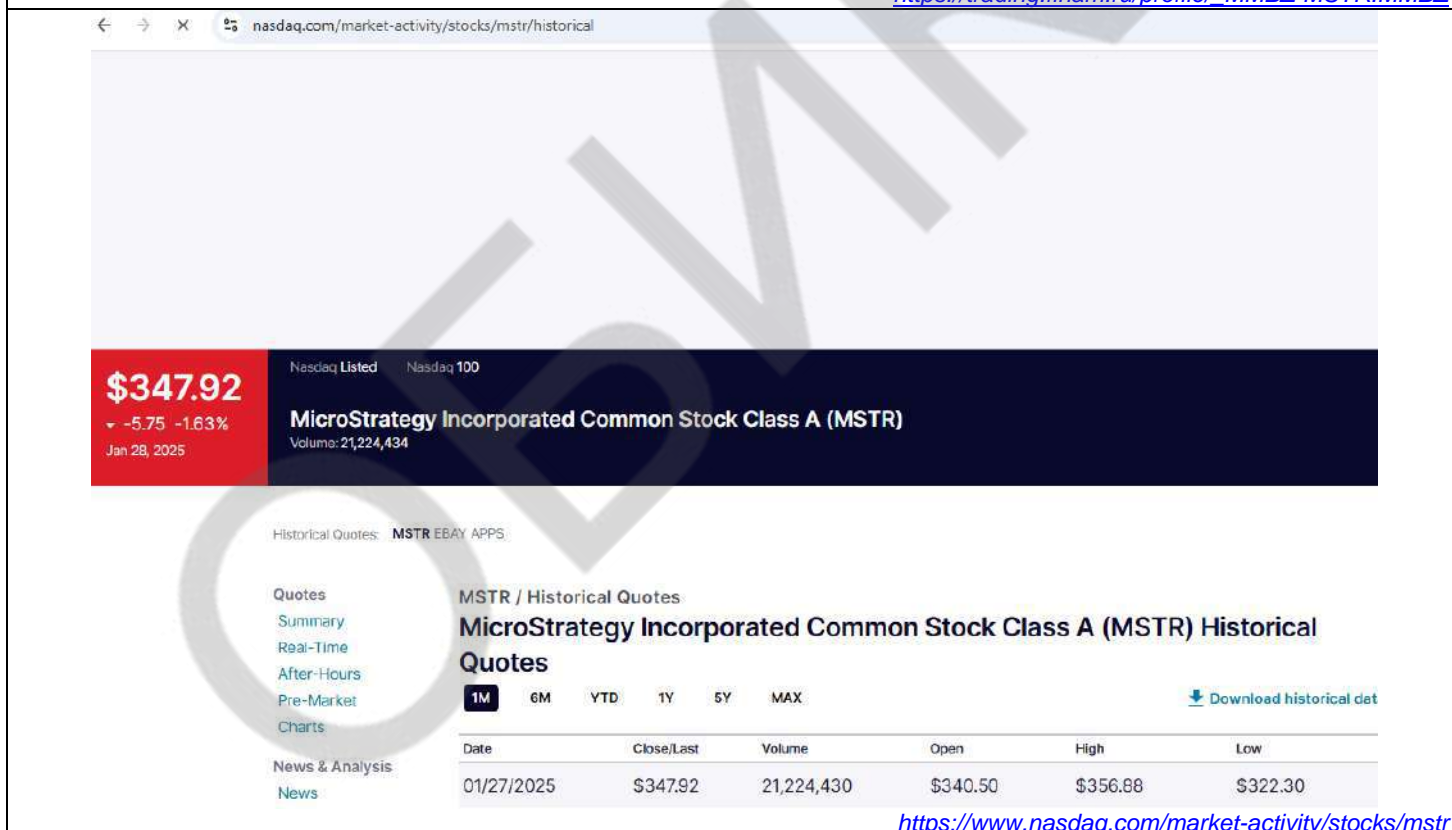 nasdaq.com/market-activity/stocks/mstr/historical
$347.92
-5.75 -1.63%
Jan 28, 2025
Nasdaq Listed Nasdaq 100
MicroStrategy Incorporated Common Stock Class A (MSTR)
Volume: 21,224,434
Historical Quotes: MSTR EBAY APPS
Quotes
Summary
Real-Time
After-Hours
Pre-Market
Charts
News & Analysis
News
MSTR / Historical Quotes
MicroStrategy Incorporated Common Stock Class A (MSTR) Historical
Quotes
1M 6M YTD 1Y 5Y MAX
Download historical dat
Date Close/Last Volume Open High Low
01/27/2025 $347.92 21,224,430 $340.50 $356.88 $322.30
https://www.nasdaq.com/market-activity/stocks/mstr